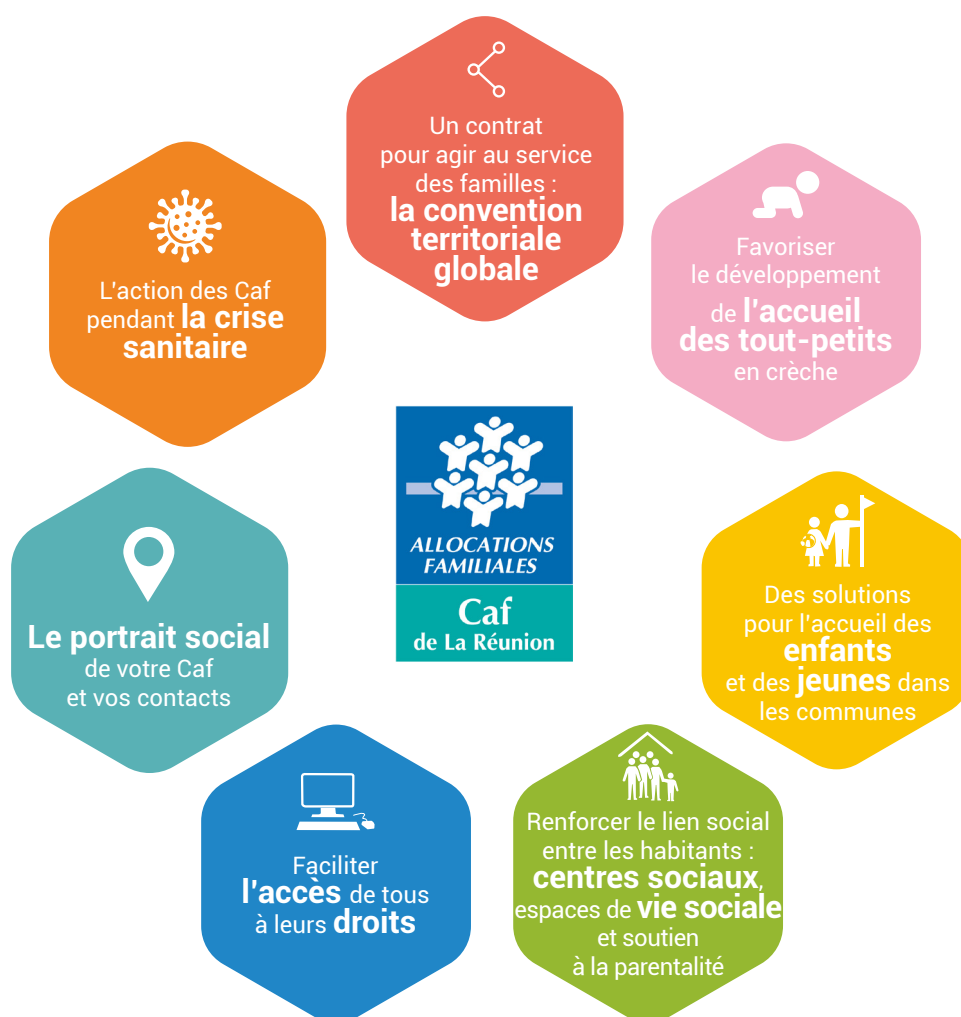 Un contrat
pour agir au service
des familles :
la convention
territoriale
globale
L'action des Caf
pendant la crise
sanitaire
Favoriser
le développement
de l'accueil
des tout-petits
en crèche
ALLOCATIONS
FAMILIALES
Caf
de La Réunion
Le portrait social
de votre Caf
et vos contacts
Des solutions
pour l'accueil des
enfants
et des jeunes dans
les communes
Faciliter
l'accès de tous
à leurs droits
Renforcer le lien social
entre les habitants :
centres sociaux,
espaces de vie sociale
et soutien
à la parentalité